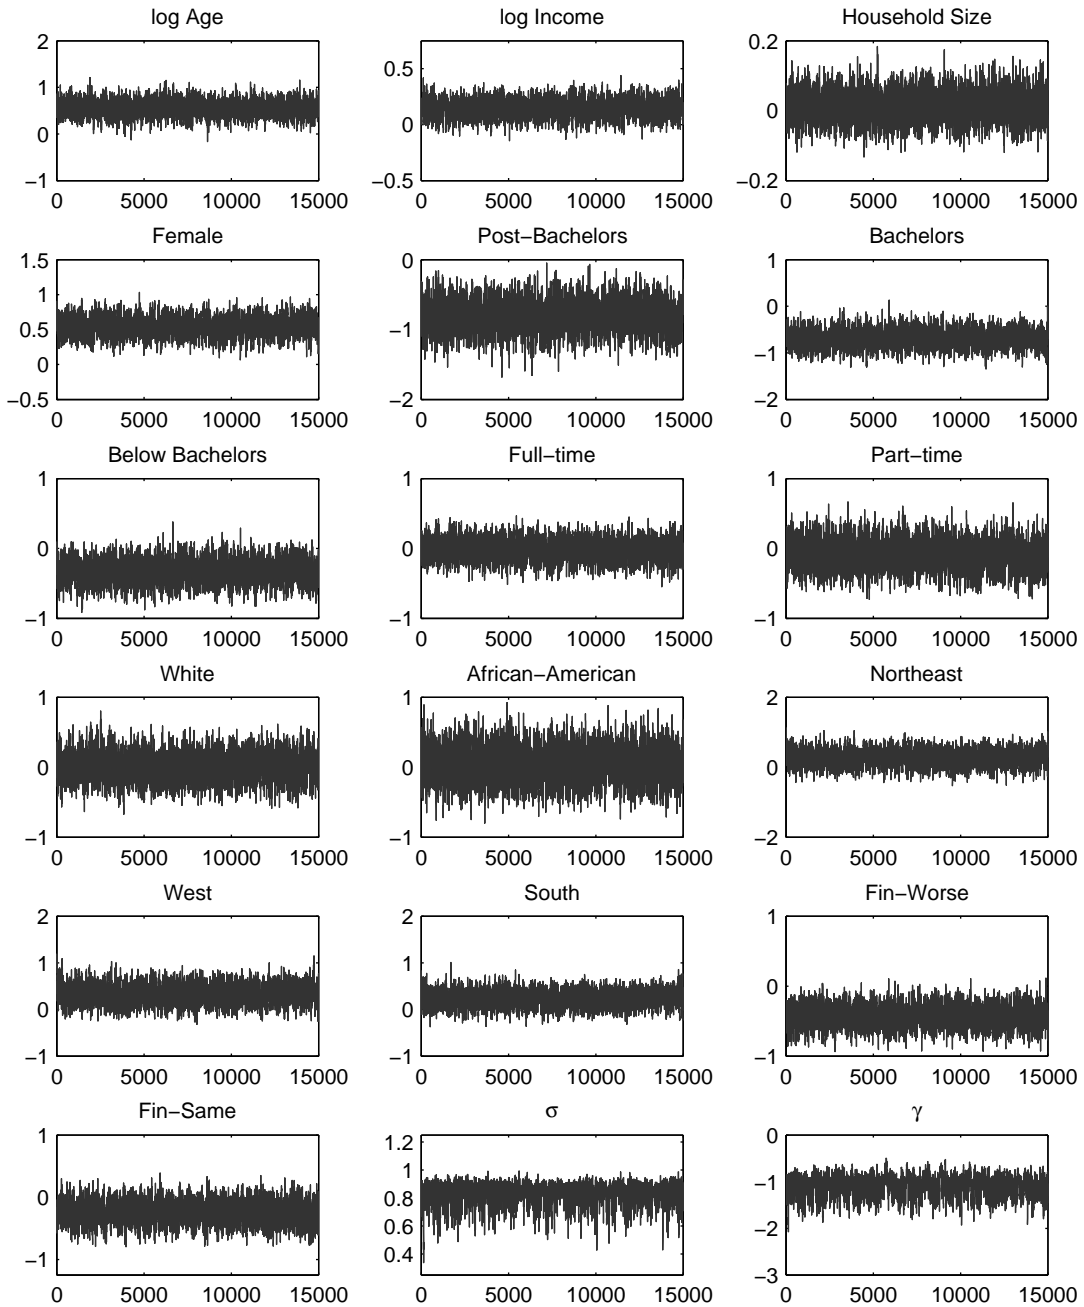 log Age
log Income
Household Size
2
1
0
−1
0.5
0
−0.5
0.2
0
−0.2
0 5000 10000 15000
0 5000 10000 15000
0 5000 10000 15000
Female
Post−Bachelors
Bachelors
1.5
1
0.5
0
−0.5
0
−1
−2
1
0
−1
−2
0 5000 10000 15000
0 5000 10000 15000
0 5000 10000 15000
Below Bachelors
Full−time
Part−time
1
0
−1
1
0
−1
1
0
−1
0 5000 10000 15000
0 5000 10000 15000
0 5000 10000 15000
White
African−American
Northeast
1
0
−1
1
0
−1
2
0
−2
0 5000 10000 15000
0 5000 10000 15000
0 5000 10000 15000
West
South
Fin−Worse
2
1
0
−1
2
1
0
−1
1
0
−1
0 5000 10000 15000
0 5000 10000 15000
0 5000 10000 15000
Fin−Same
σ
γ
1
0
−1
1.2
1
0.8
0.6
0.4
0
−1
−2
−3
0 5000 10000 15000
0 5000 10000 15000
0 5000 10000 15000